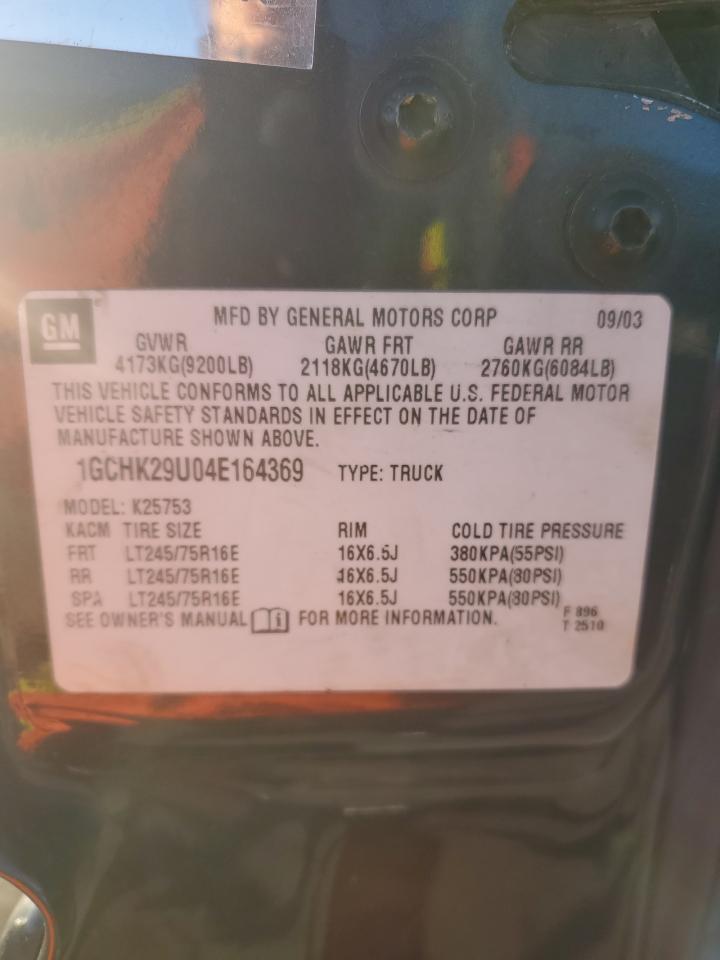 GM
MFD BY GENERAL MOTORS CORP 09/03
GVWR GAWR FRT GAWR RR
4173KG(9200LB) 2118KG(4670LB) 2760KG(6084LB)
THIS VEHICLE CONFORMS TO ALL APPLICABLE U.S. FEDERAL MOTOR
VEHICLE SAFETY STANDARDS IN EFFECT ON THE DATE OF
MANUFACTURE SHOWN ABOVE.
1GCHK29U04E164369 TYPE: TRUCK
MODEL: K25753
KACM TIRE SIZE RIM COLD TIRE PRESSURE
FRT LT245/75R16E 16X6.5J 380KPA(55PSI)
RR LT245/75R16E 16X6.5J 550KPA(80PSI)
SPA LT245/75R16E 16X6.5J 550KPA(80PSI)
SEE OWNER'S MANUAL i FOR MORE INFORMATION. F 896
T 2510